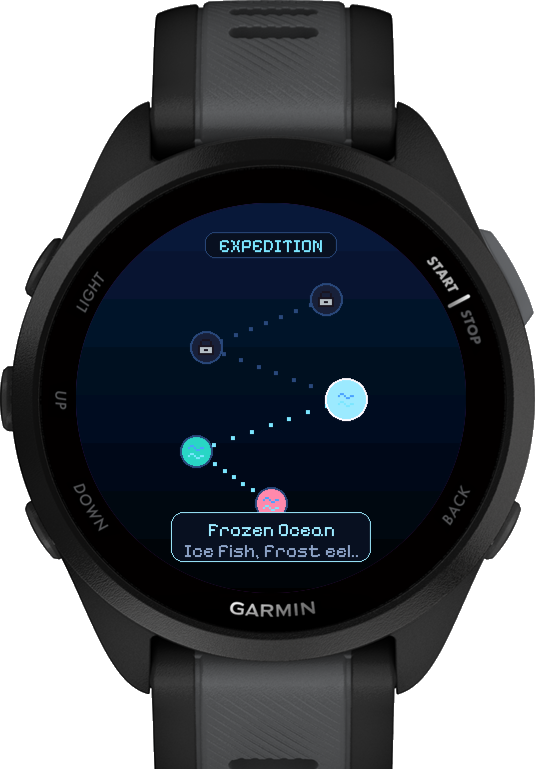 EXPEDITION
LIGHT
START
STOP
UP
DOWN
BACK
Frozen Ocean
Ice fish, Frost eel..
GARMIN